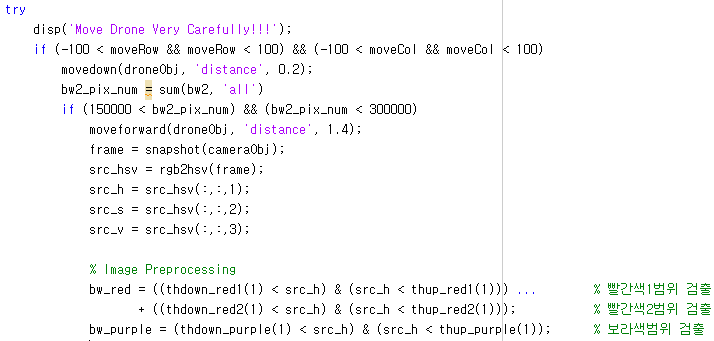 try
    disp('Move Drone Very Carefully!!!');
    if (-100 < moveRow && moveRow < 100) && (-100 < moveCol && moveCol < 100)
        movedown(droneObj, 'distance', 0.2);
        bw2_pix_num = sum(bw2, 'all')
        if (150000 < bw2_pix_num) && (bw2_pix_num < 300000)
            moveforward(droneObj, 'distance', 1.4);
            frame = snapshot(cameraObj);
            src_hsv = rgb2hsv(frame);
            src_h = src_hsv(:,:,1);
            src_s = src_hsv(:,:,2);
            src_v = src_hsv(:,:,3);
            % Image Preprocessing
            bw_red = ((thdown_red1(1) < src_h) & (src_h < thup_red1(1))) ... % 빨간색1범위 검출
                   + ((thdown_red2(1) < src_h) & (src_h < thup_red2(1))); % 빨간색2범위 검출
            bw_purple = (thdown_purple(1) < src_h) & (src_h < thup_purple(1)); % 보라색범위 검출